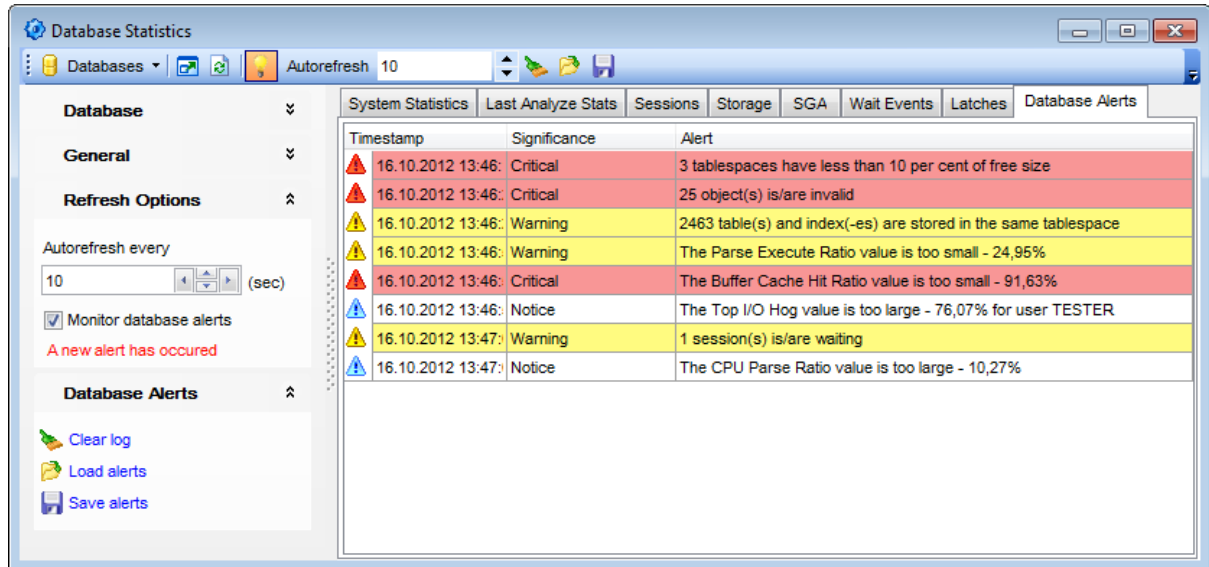 Database Statistics
Databases Autorefresh 10
Database
General
Refresh Options
Autorefresh every
10 (sec)
Monitor database alerts
A new alert has occured
Database Alerts
Clear log
Load alerts
Save alerts
System Statistics Last Analyze Stats Sessions Storage SGA Wait Events Latches Database Alerts
Timestamp Significance Alert
16.10.2012 13:46: Critical 3 tablespaces have less than 10 per cent of free size
16.10.2012 13:46: Critical 25 object(s) is/are invalid
16.10.2012 13:46: Warning 2463 table(s) and index(-es) are stored in the same tablespace
16.10.2012 13:46: Warning The Parse Execute Ratio value is too small - 24,95%
16.10.2012 13:46: Critical The Buffer Cache Hit Ratio value is too small - 91,63%
16.10.2012 13:46: Notice The Top I/O Hog value is too large - 76,07% for user TESTER
16.10.2012 13:47: Warning 1 session(s) is/are waiting
16.10.2012 13:47: Notice The CPU Parse Ratio value is too large - 10,27%